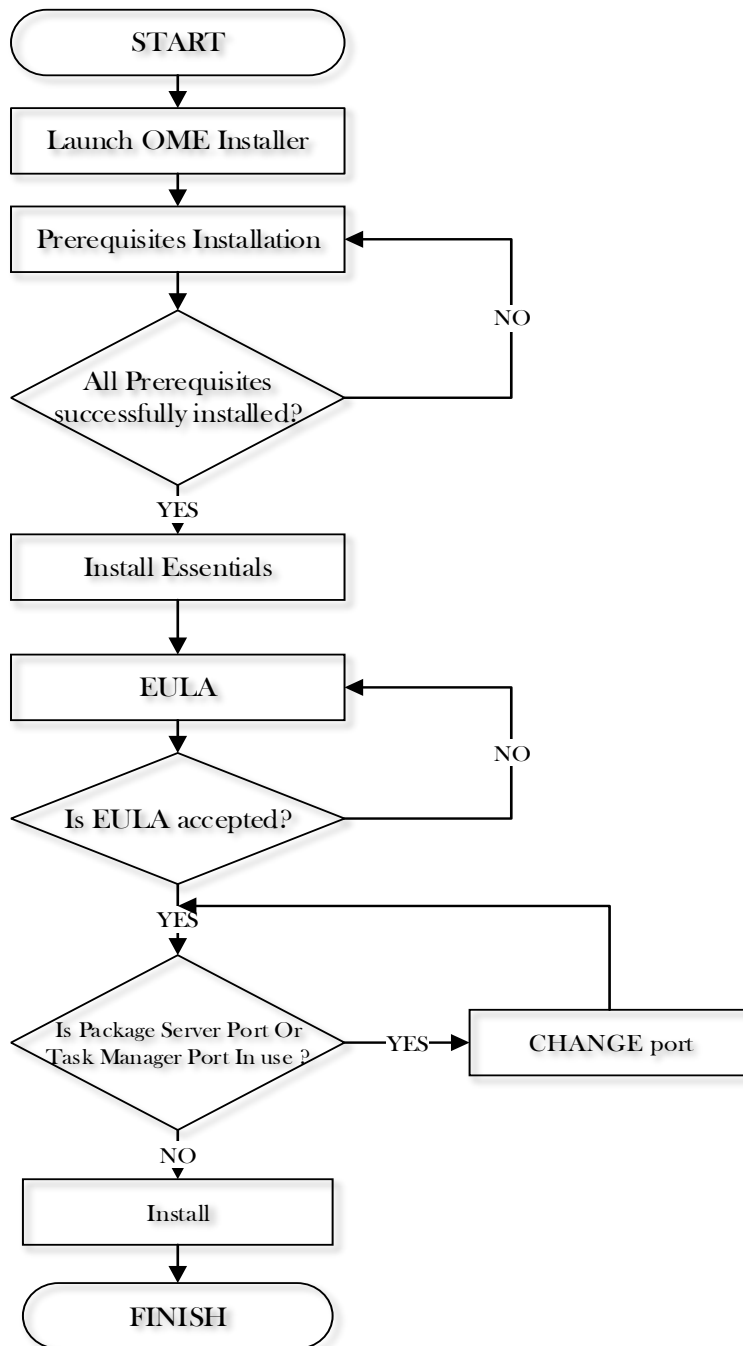 START
Launch OME Installer
Prerequisites Installation
NO
All Prerequisites
successfully installed?
YES
Install Essentials
EULA
NO
Is EULA accepted?
YES
Is Package Server Port Or
Task Manager Port In use ?
YES
CHANGE port
NO
Install
FINISH